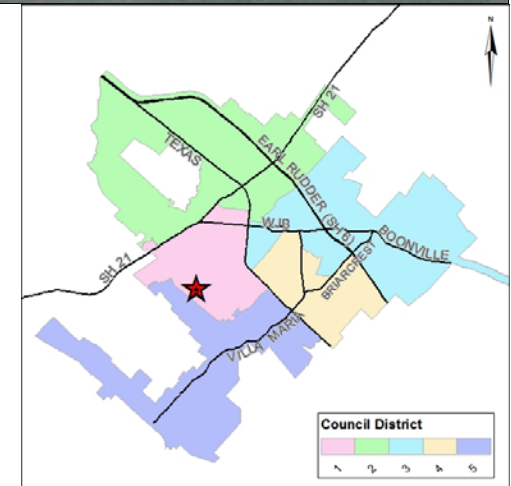 N
SH 21
TEXAS
EARL RUDDER (SH 6)
WJB
BOONVILLE
SH 21
BRIARCREST
VILLA MARIA
Council District
1 2 3 4 5